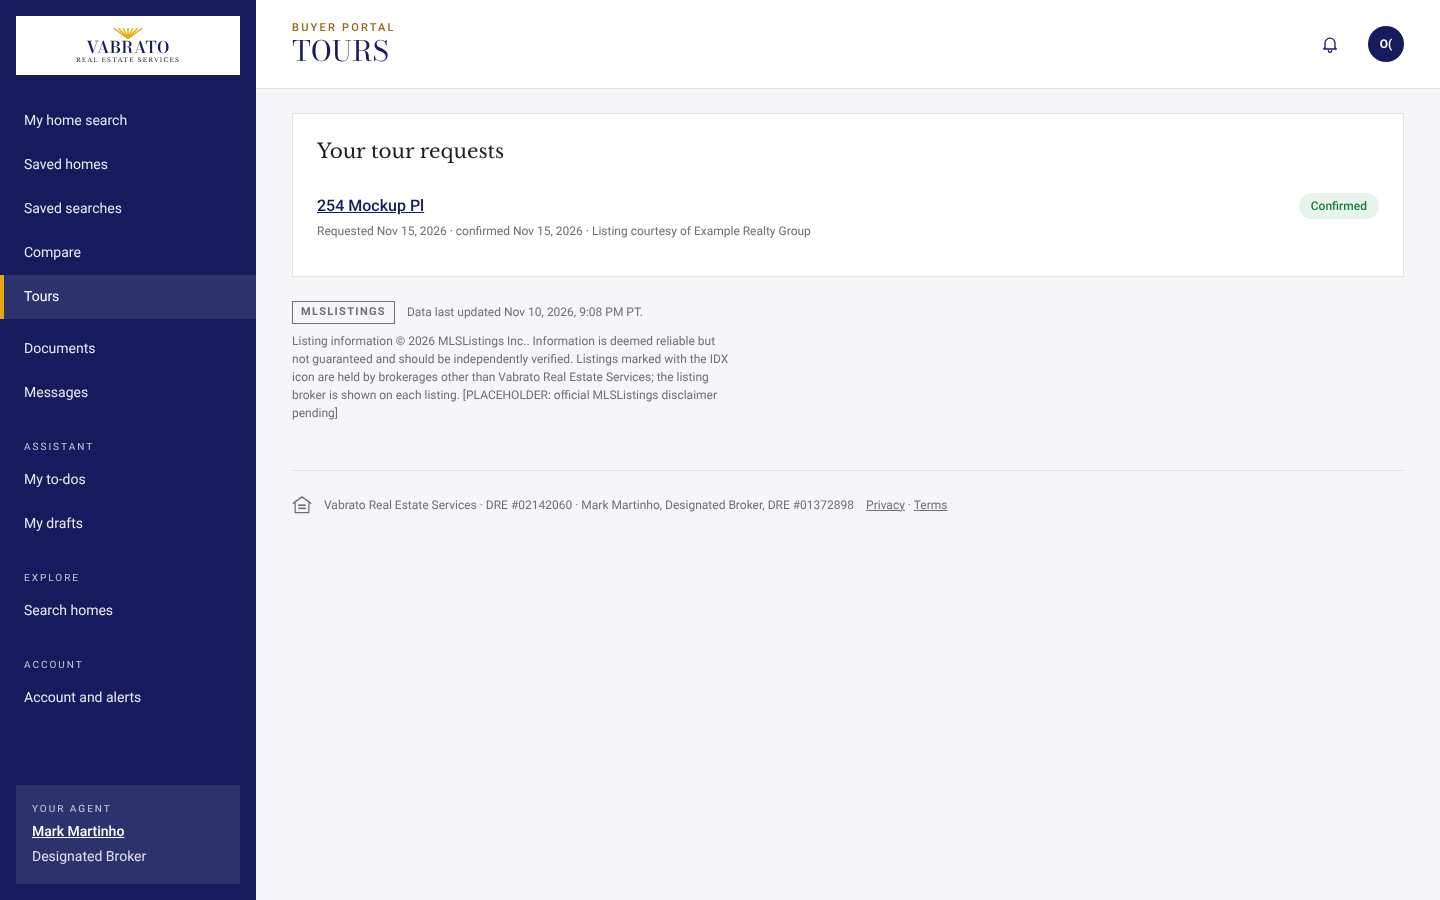 VABRATO
REAL ESTATE SERVICES
My home search
Saved homes
Saved searches
Compare
Tours
Documents
Messages
ASSISTANT
My to-dos
My drafts
EXPLORE
Search homes
ACCOUNT
Account and alerts
YOUR AGENT
Mark Martinho
Designated Broker
BUYER PORTAL
TOURS
O(
Your tour requests
254 Mockup Pl
Confirmed
Requested Nov 15, 2026 · confirmed Nov 15, 2026 · Listing courtesy of Example Realty Group
MLSLISTINGS
Data last updated Nov 10, 2026, 9:08 PM PT.
Listing information © 2026 MLSListings Inc.. Information is deemed reliable but
not guaranteed and should be independently verified. Listings marked with the IDX
icon are held by brokerages other than Vabrato Real Estate Services; the listing
broker is shown on each listing. [PLACEHOLDER: official MLSListings disclaimer
pending]
Vabrato Real Estate Services · DRE #02142060 · Mark Martinho, Designated Broker, DRE #01372898 Privacy · Terms